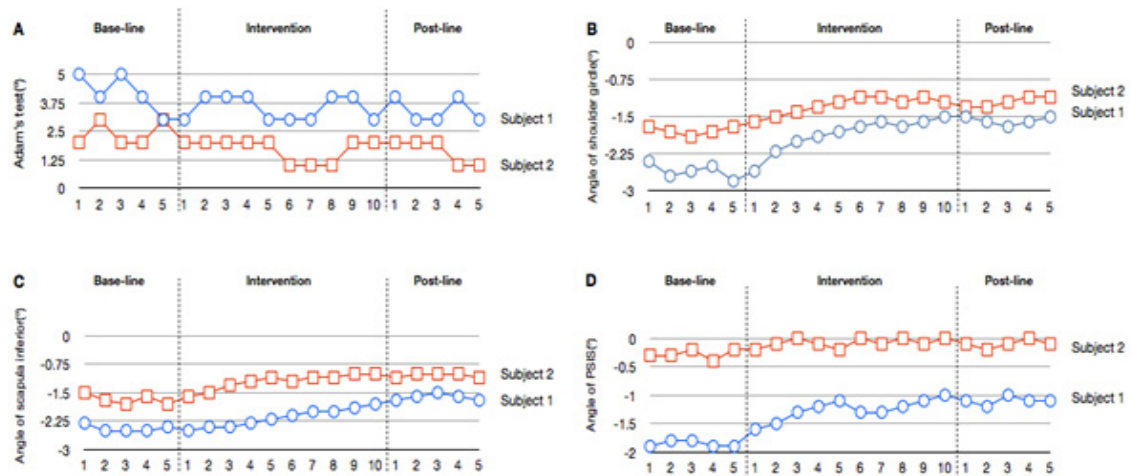 A
Base-line Intervention Post-line
Adam's test(º)
5
3.75
2.5
1.25
0
Subject 1
Subject 2
1 2 3 4 5 1 2 3 4 5 6 7 8 9 10 1 2 3 4 5
B
Base-line Intervention Post-line
Angle of shoulder girdle(º)
0
-0.75
-1.5
-2.25
-3
Subject 2
Subject 1
1 2 3 4 5 1 2 3 4 5 6 7 8 9 10 1 2 3 4 5
C
Base-line Intervention Post-line
Angle of scapula inferior(º)
0
-0.75
-1.5
-2.25
-3
Subject 2
Subject 1
1 2 3 4 5 1 2 3 4 5 6 7 8 9 10 1 2 3 4 5
D
Base-line Intervention Post-line
Angle of PSIS(º)
0
-0.5
-1
-1.5
-2
Subject 2
Subject 1
1 2 3 4 5 1 2 3 4 5 6 7 8 9 10 1 2 3 4 5